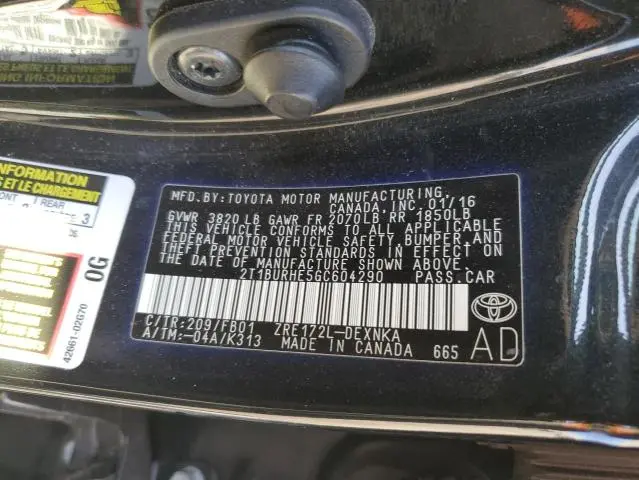 MFD. BY: TOYOTA MOTOR MANUFACTURING,
CANADA, INC. 01/16
GVWR 3820 LB GAWR FR 2070LB RR 1850LB
THIS VEHICLE CONFORMS TO ALL APPLICABLE
FEDERAL MOTOR VEHICLE SAFETY, BUMPER, AND
THEFT PREVENTION STANDARDS IN EFFECT ON
THE DATE OF MANUFACTURE SHOWN ABOVE.
2T1BURHE5GC604290 PASS. CAR
C/TR: 209/FB01 ZRE172L-DEXNKA
A/TM: -04A/K313 MADE IN CANADA 665
TOYOTA
AD
INFORMATION
S ET LE CHARGEMENT
1 REAR
3
0G
42661-02G70